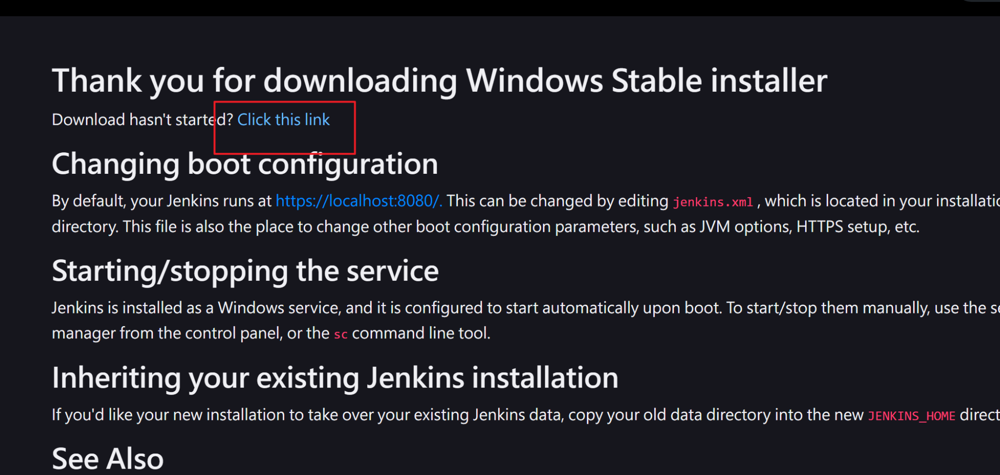 Thank you for downloading Windows Stable installer
Download hasn't started? Click this link
Changing boot configuration
By default, your Jenkins runs at https://localhost:8080/. This can be changed by editing jenkins.xml , which is located in your
directory. This file is also the place to change other boot configuration parameters, such as JVM options, HTTPS setup, etc.
Starting/stopping the service
Jenkins is installed as a Windows service, and it is configured to start automatically upon boot. To start/stop them manually, use the
manager from the control panel, or the sc command line tool.
Inheriting your existing Jenkins installation
If you'd like your new installation to take over your existing Jenkins data, copy your old data directory into the new JENKINS_HOME
See Also